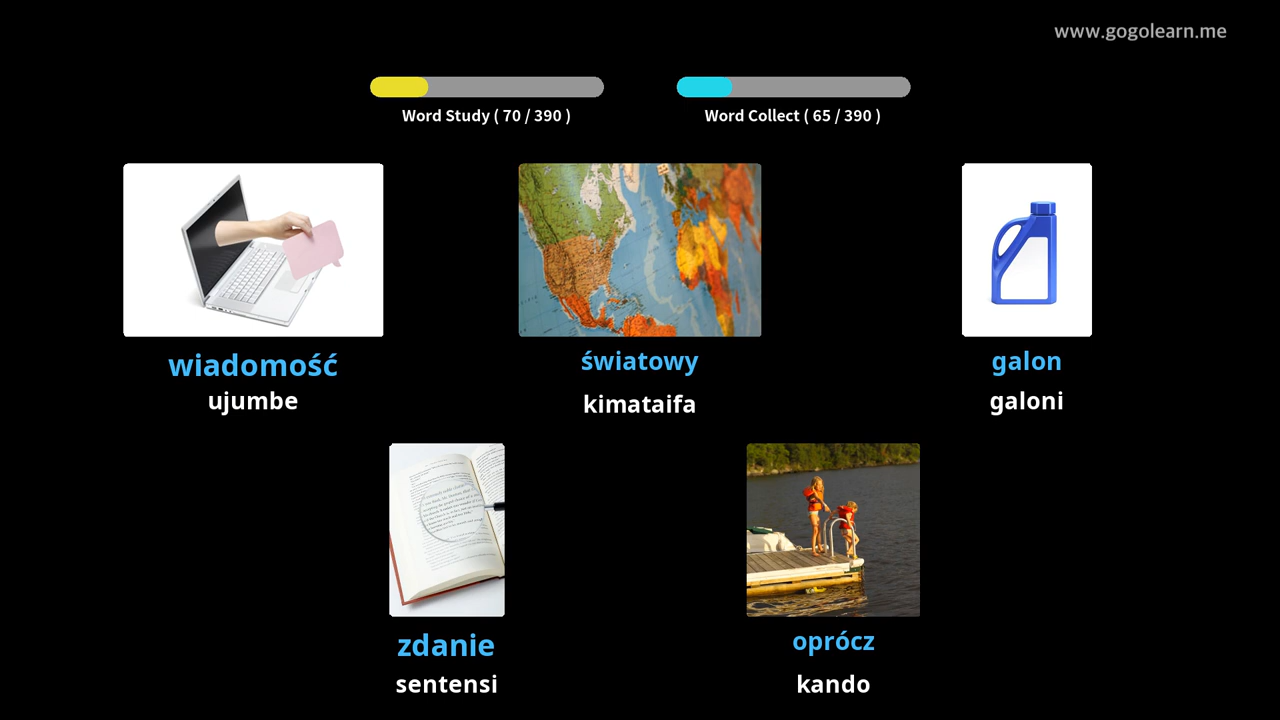 www.gogolearn.me
Word Study ( 70 / 390 )
Word Collect ( 65 / 390 )
wiadomość
ujumbe
światowy
kimataifa
galon
galoni
zdanie
sentensi
oprócz
kando